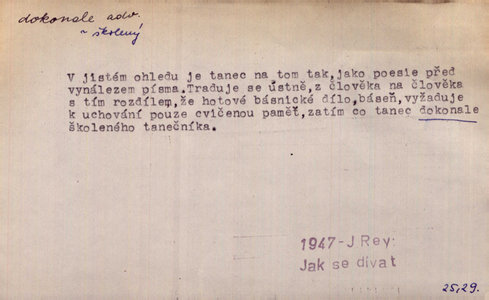 dokonale adv.
~ školený
V jistém ohledu je tanec na tom tak,jako poesie před
vynálezem písma.Traduje se ústně,z člověka na člověka
s tím rozdílem,že hotové básnické dílo,báseň,vyžaduje
k uchování pouze cvičenou paměť,zatím co tanec dokonale
školeného tanečníka.
1947-J Rey:
Jak se dívat
25,29.